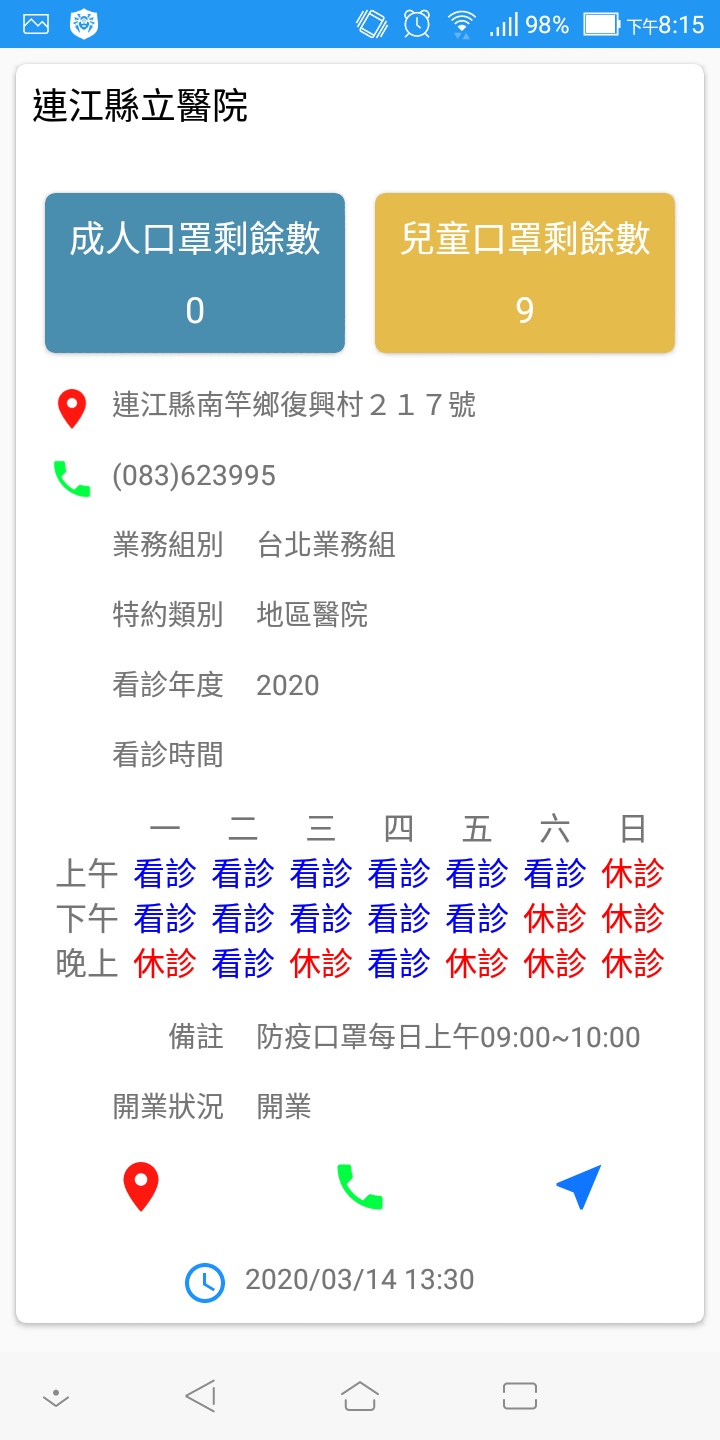 98% 下午8:15
連江縣立醫院
成人口罩剩餘數 兒童口罩剩餘數
0 9
連江縣南竿鄉復興村２１７號
(083)623995
業務組別 台北業務組
特約類別 地區醫院
看診年度 2020
看診時間
一 二 三 四 五 六 日
上午 看診 看診 看診 看診 看診 看診 休診
下午 看診 看診 看診 看診 看診 休診 休診
晚上 休診 看診 休診 看診 休診 休診 休診
備註 防疫口罩每日上午09:00~10:00
開業狀況 開業
2020/03/14 13:30